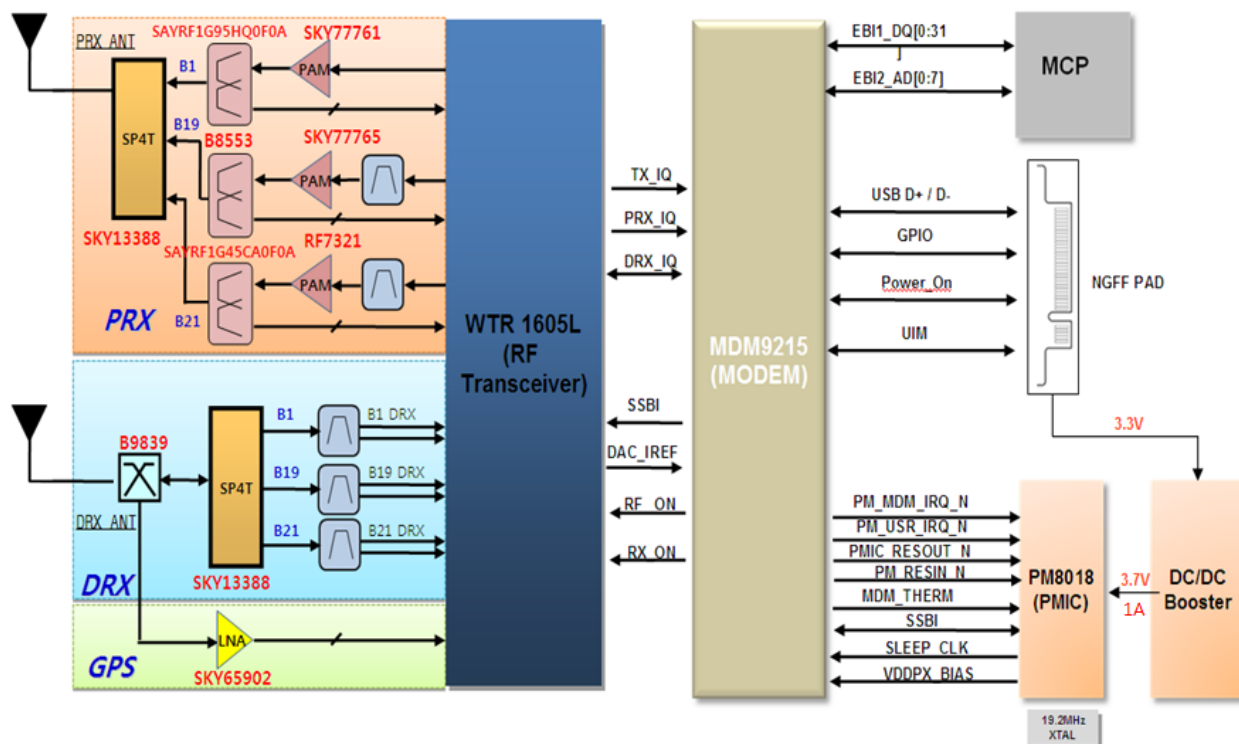 PRX ANT
SAYRF1G95HQ0F0A
SKY77761
B1
PAM
SP4T
B19
B8553
SKY77765
PAM
SKY13388
SAYRF1G45CA0F0A
RF7321
PAM
PRX
B21
B9839
DRX_ANT
SP4T
B1
B1 DRX
B19
B19 DRX
B21
B21 DRX
SKY13388
DRX
GPS
LNA
SKY65902
WTR 1605L
(RF
Transceiver)
TX_IQ
PRX_IQ
DRX_IQ
SSBI
DAC_IREF
RF_ON
RX_ON
MDM9215
(MODEM)
EBI1_DQ[0:31
]
EBI2_AD[0:7]
MCP
USB D+ / D-
GPIO
Power_On
UIM
NGFF PAD
3.3V
PM_MDM_IRQ_N
PM_USR_IRQ_N
PMIC_RESOUT_N
PM_RESIN_N
MDM_THERM
SSBI
SLEEP_CLK
VDDPX_BIAS
PM8018
(PMIC)
3.7V
1A
DC/DC
Booster
19.2MHz
XTAL